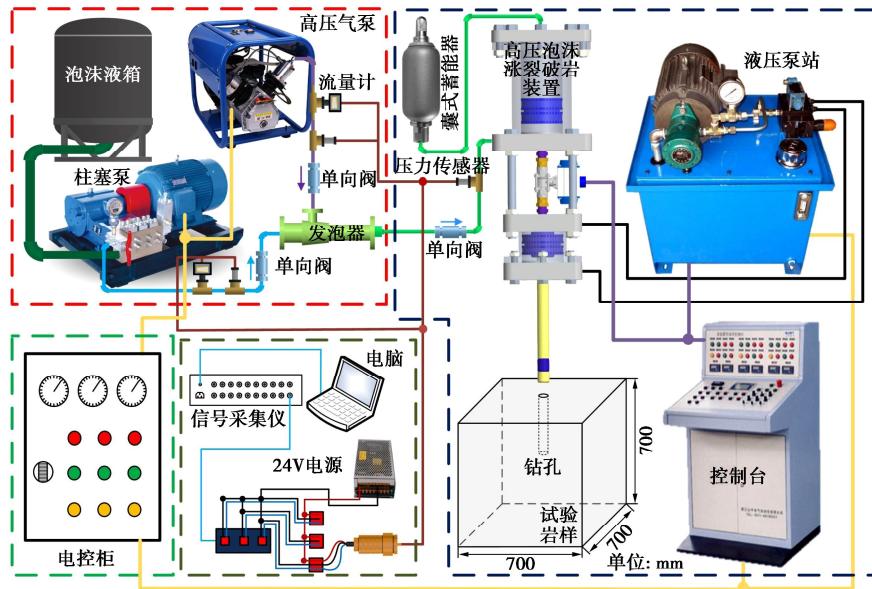 高压气泵
泡沫液箱
流量计
柱塞泵
单向阀
发泡器
单向阀
囊式蓄能器
高压泡沫
涨裂破岩
装置
液压泵站
压力传感器
单向阀
电脑
信号采集仪
24V电源
电控柜
钻孔
试验
岩样
700
700
700
单位: mm
控制台